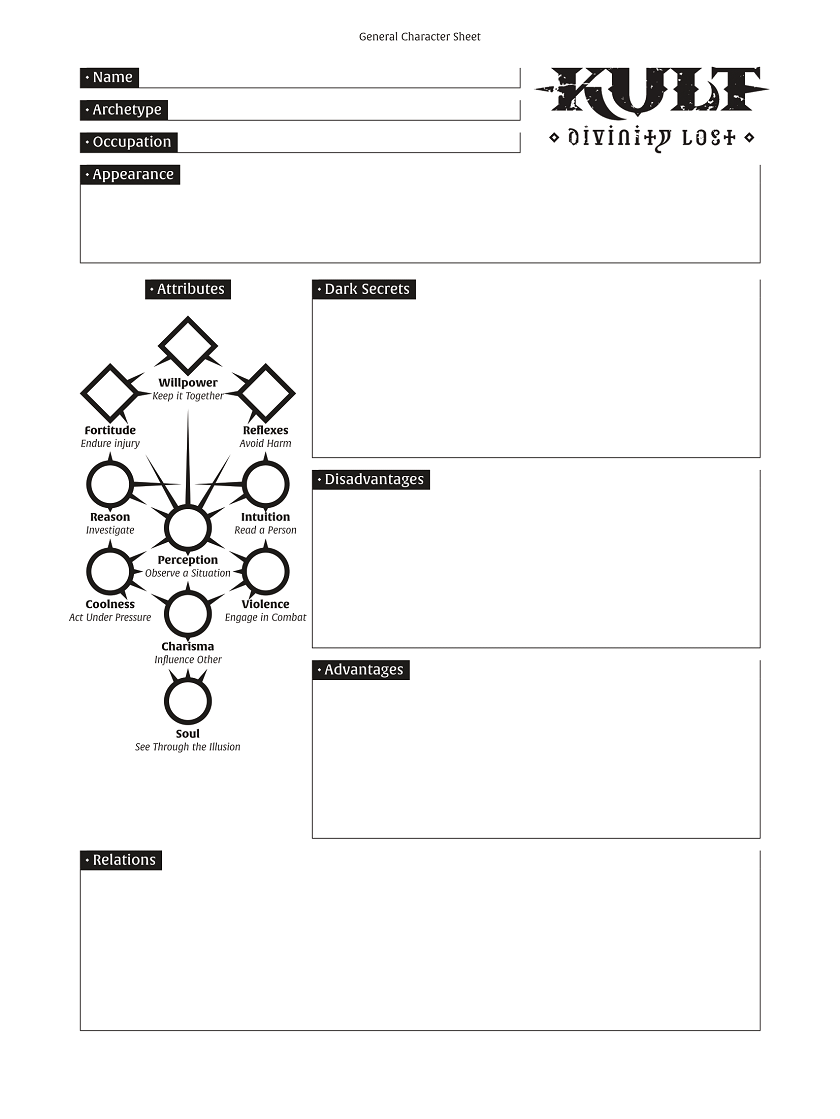 General Character Sheet
• Name
KULT
• Archetype
◇ DIVINITY LOST ◇
• Occupation
• Appearance
• Attributes
Willpower
Keep it Together
Fortitude
Endure injury
Reflexes
Avoid Harm
Reason
Investigate
Intuition
Read a Person
Perception
Observe a Situation
Coolness
Act Under Pressure
Violence
Engage in Combat
Charisma
Influence Other
Soul
See Through the Illusion
• Dark Secrets
• Disadvantages
• Advantages
• Relations